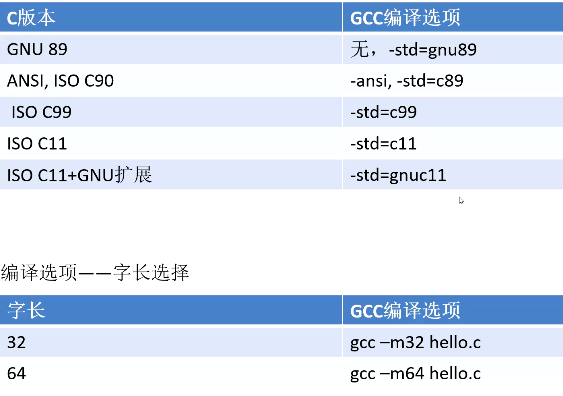 C版本 GCC编译选项
GNU 89 无，-std=gnu89
ANSI, ISO C90 -ansi, -std=c89
ISO C99 -std=c99
ISO C11 -std=c11
ISO C11+GNU扩展 -std=gnuc11
编译选项——字长选择
字长 GCC编译选项
32 gcc –m32 hello.c
64 gcc –m64 hello.c